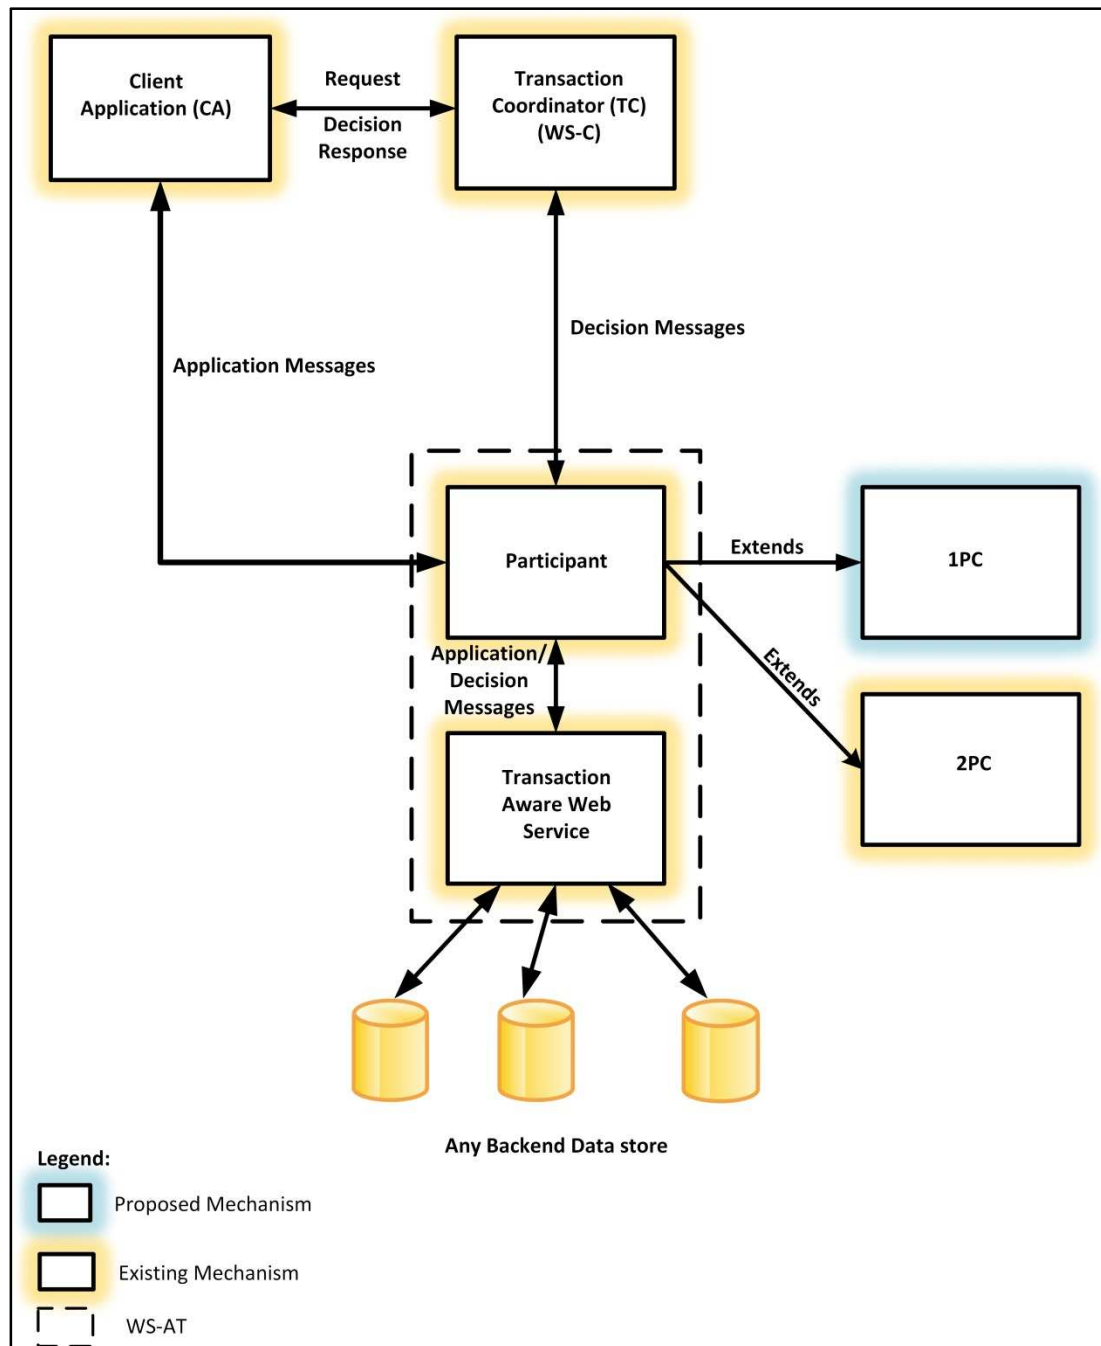 Client
Application (CA)
Request
Decision
Response
Transaction
Coordinator (TC)
(WS-C)
Application Messages
Decision Messages
Participant
Extends
1PC
Application/
Decision
Messages
Extends
2PC
Transaction
Aware Web
Service
Any Backend Data store
Legend:
Proposed Mechanism
Existing Mechanism
WS-AT